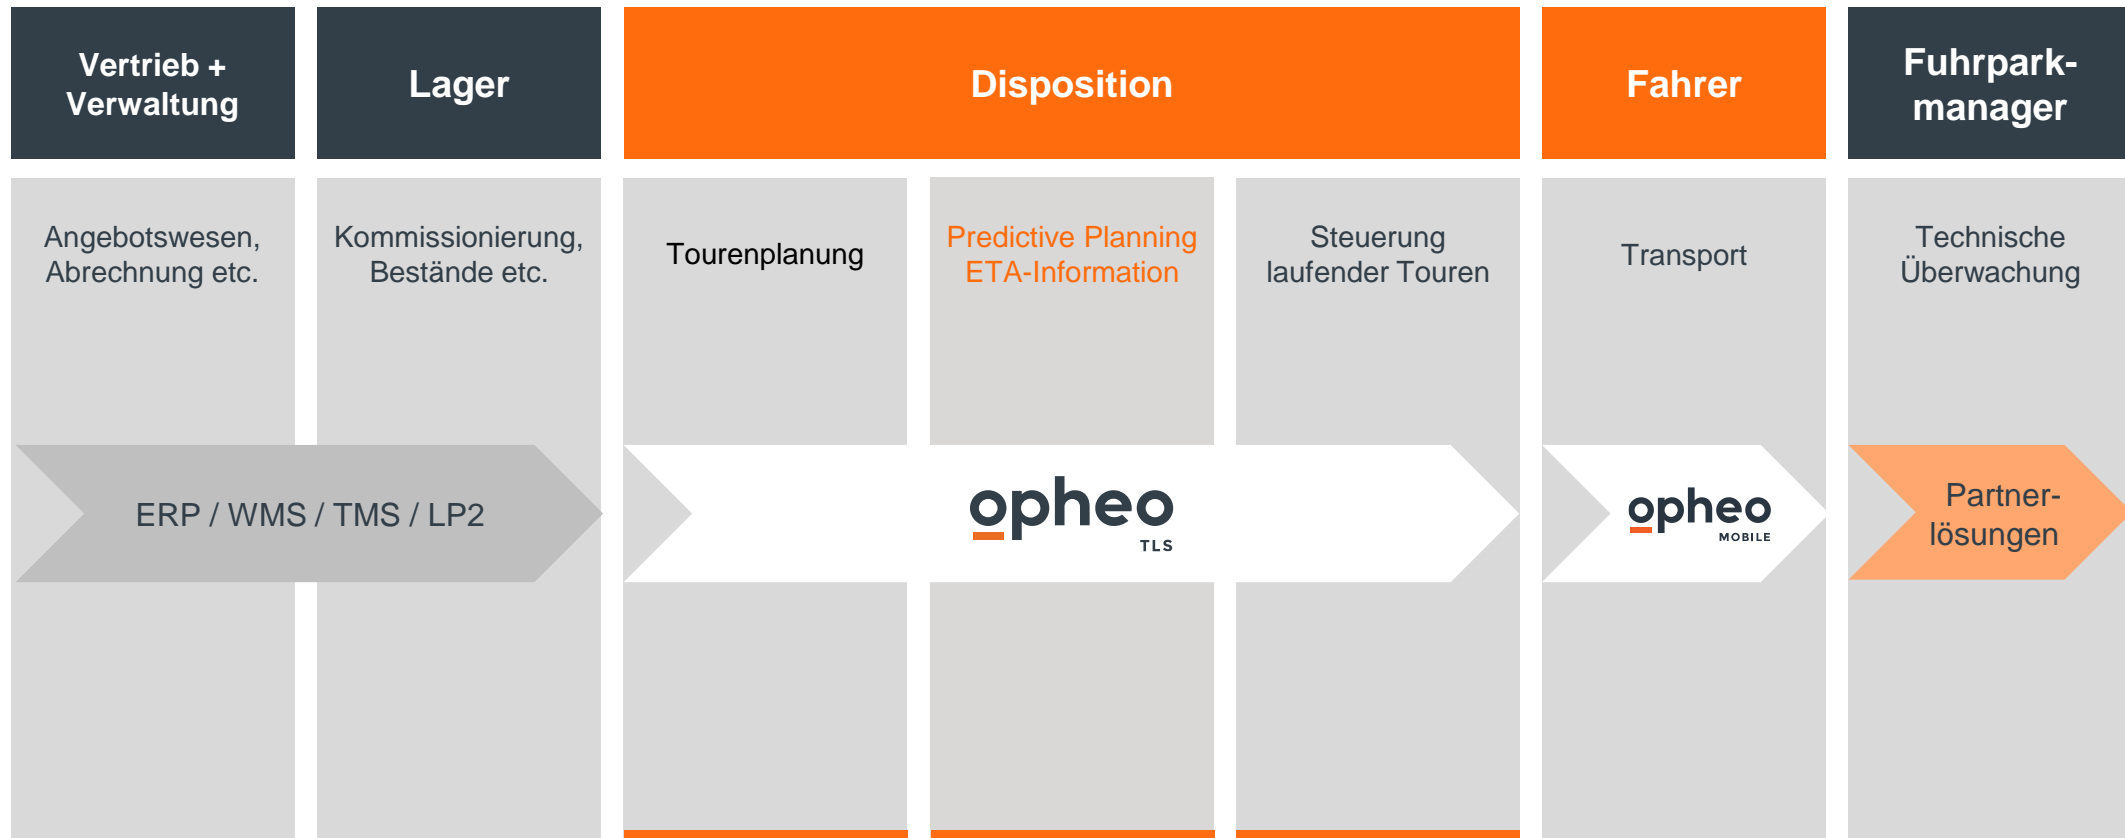 Vertrieb +
Verwaltung
Lager
Disposition
Fahrer
Fuhrpark-
manager
Angebotswesen,
Abrechnung etc.
Kommissionierung,
Bestände etc.
Tourenplanung
Predictive Planning
ETA-Information
Steuerung
laufender Touren
Transport
Technische
Überwachung
ERP / WMS / TMS / LP2
opheo
TLS
opheo
MOBILE
Partner-
lösungen